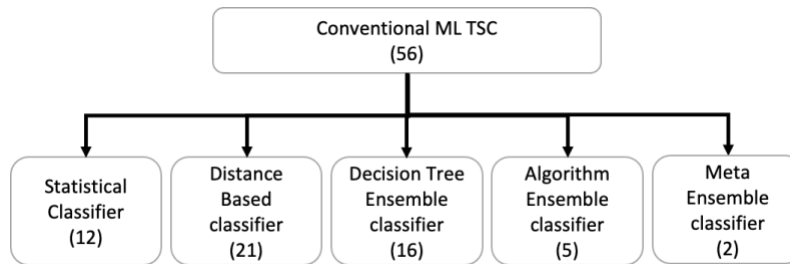 Conventional ML TSC
(56)
Statistical
Classifier
(12)
Distance
Based
classifier
(21)
Decision Tree
Ensemble
classifier
(16)
Algorithm
Ensemble
classifier
(5)
Meta
Ensemble
classifier
(2)